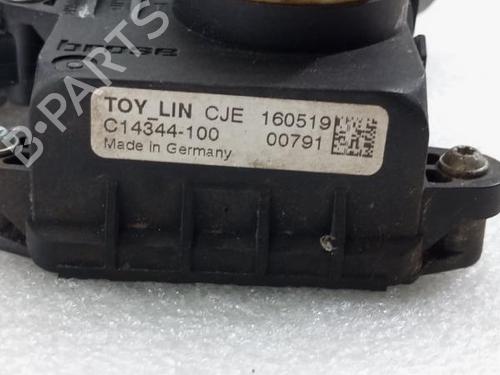 brose
TOY_LIN CJE 160519
C14344-100 00791
Made in Germany
B-PARTS